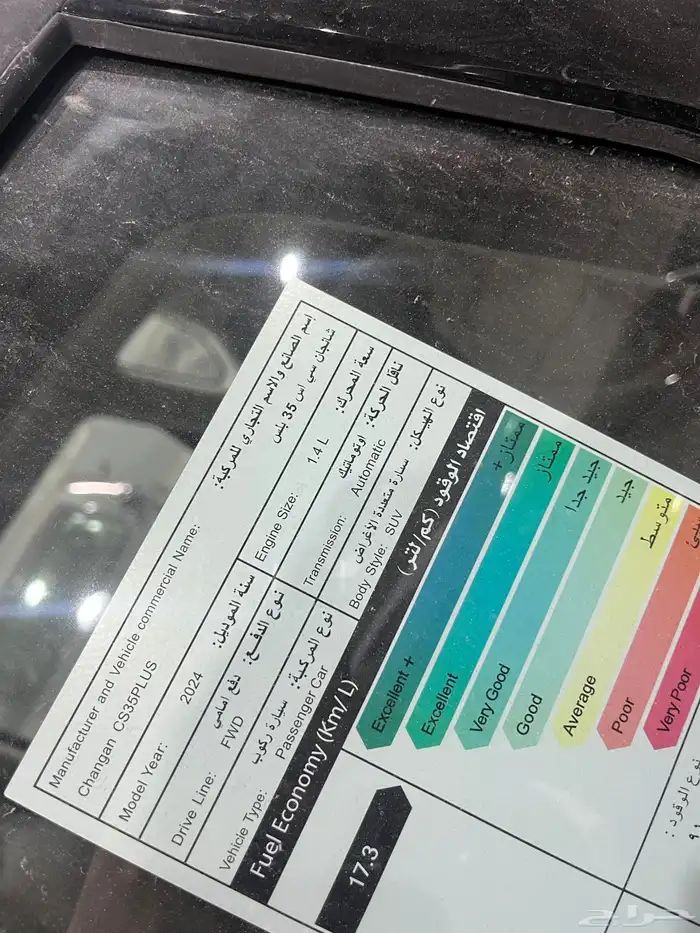 Manufacturer and Vehicle commercial Name:
إسم الصانع والاسم التجاري للمركبة:
Changan CS35PLUS
شانجان سي اس 35 بلس
Model Year:
2024
سنة الموديل:
Engine Size:
1.4 L
سعة المحرك:
Drive Line:
FWD
دفع امامي
نوع الدفع:
Transmission:
Automatic
اوتوماتيك
ناقل الحركة:
Vehicle Type:
Passenger Car
سيارة ركوب
نوع المركبة:
Body Style: SUV
سيارة متعددة الأغراض
نوع الهيكل:
Fuel Economy (Km/ L)
اقتصاد الوقود (كم/لتر)
Excellent +
ممتاز +
Excellent
ممتاز
Very Good
جيد جدا
Good
جيد
Average
متوسط
Poor
Very Poor
17.3
نوع الوقود:
حراج